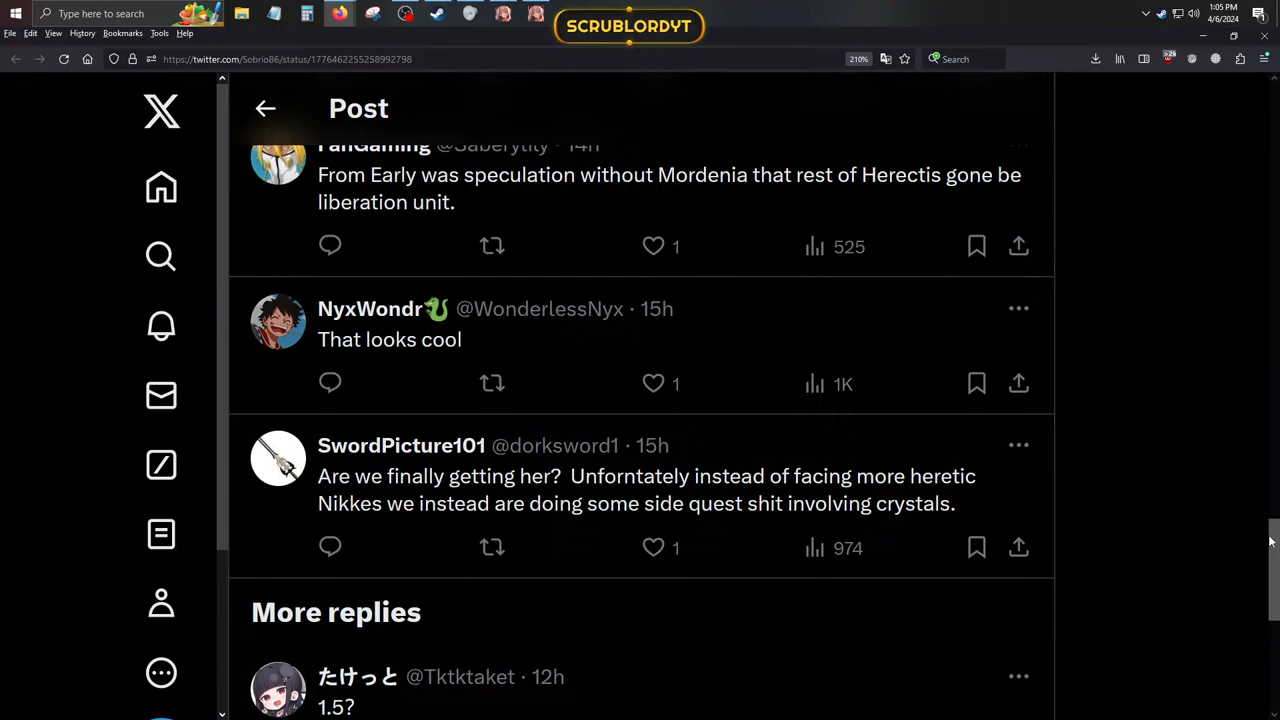 Type here to search
SCRUBLORDYT
1:05 PM
4/6/2024
File Edit View History Bookmarks Tools Help
https://twitter.com/Sobrio86/status/1776462255258992798
210%
Search
Post
FanGaming @Saberytily · 14h
From Early was speculation without Mordenia that rest of Herectis gone be
liberation unit.
1
525
NyxWondr @WonderlessNyx · 15h
That looks cool
1
1K
SwordPicture101 @dorksword1 · 15h
Are we finally getting her? Unforntately instead of facing more heretic
Nikkes we instead are doing some side quest shit involving crystals.
1
974
More replies
たけっと @Tktktaket · 12h
1.5?